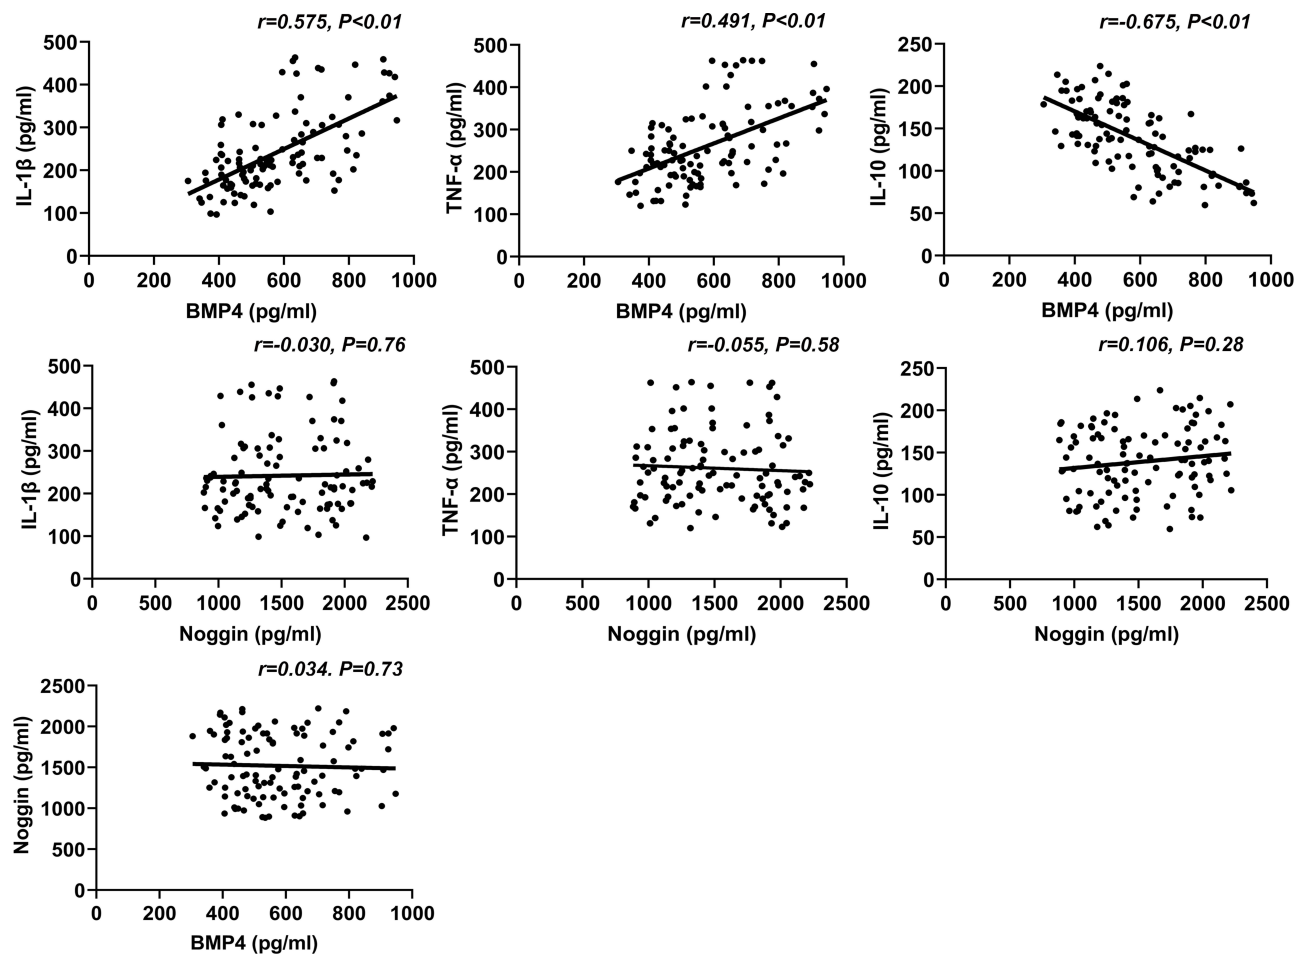 r=0.575, P<0.01
500
400
300
200
100
0
IL-1β (pg/ml)
0 200 400 600 800 1000
BMP4 (pg/ml)
r=0.491, P<0.01
500
400
300
200
100
0
TNF-α (pg/ml)
0 200 400 600 800 1000
BMP4 (pg/ml)
r=-0.675, P<0.01
250
200
150
100
50
0
IL-10 (pg/ml)
0 200 400 600 800 1000
BMP4 (pg/ml)
r=-0.030, P=0.76
500
400
300
200
100
0
IL-1β (pg/ml)
0 500 1000 1500 2000 2500
Noggin (pg/ml)
r=-0.055, P=0.58
500
400
300
200
100
0
TNF-α (pg/ml)
0 500 1000 1500 2000 2500
Noggin (pg/ml)
r=0.106, P=0.28
250
200
150
100
50
0
IL-10 (pg/ml)
0 500 1000 1500 2000 2500
Noggin (pg/ml)
r=0.034. P=0.73
2500
2000
1500
1000
500
0
Noggin (pg/ml)
0 200 400 600 800 1000
BMP4 (pg/ml)